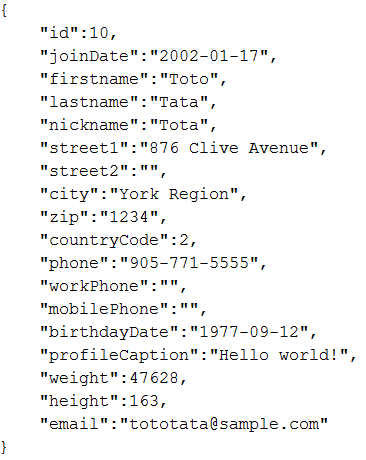 {
"id":10,
"joinDate":"2002-01-17",
"firstname":"Toto",
"lastname":"Tata",
"nickname":"Tota",
"street1":"876 Clive Avenue",
"street2":"",
"city":"York Region",
"zip":"1234",
"countryCode":2,
"phone":"905-771-5555",
"workPhone":"",
"mobilePhone":"",
"birthdayDate":"1977-09-12",
"profileCaption":"Hello world!",
"weight":47628,
"height":163,
"email":"tototata@sample.com"
}